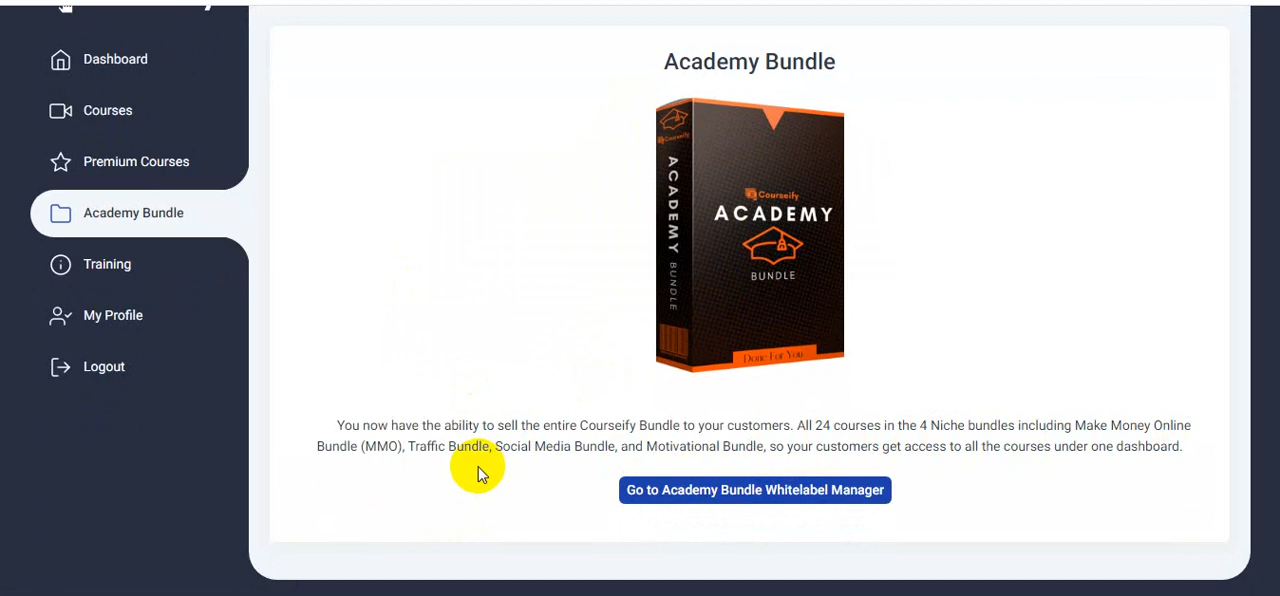 Dashboard
Courses
Premium Courses
Academy Bundle
Training
My Profile
Logout
Academy Bundle
Courseify
ACADEMY
BUNDLE
Courseify
ACADEMY
BUNDLE
Done For You
You now have the ability to sell the entire Courseify Bundle to your customers. All 24 courses in the 4 Niche bundles including Make Money Online
Bundle (MMO), Traffic Bundle, Social Media Bundle, and Motivational Bundle, so your customers get access to all the courses under one dashboard.
Go to Academy Bundle Whitelabel Manager